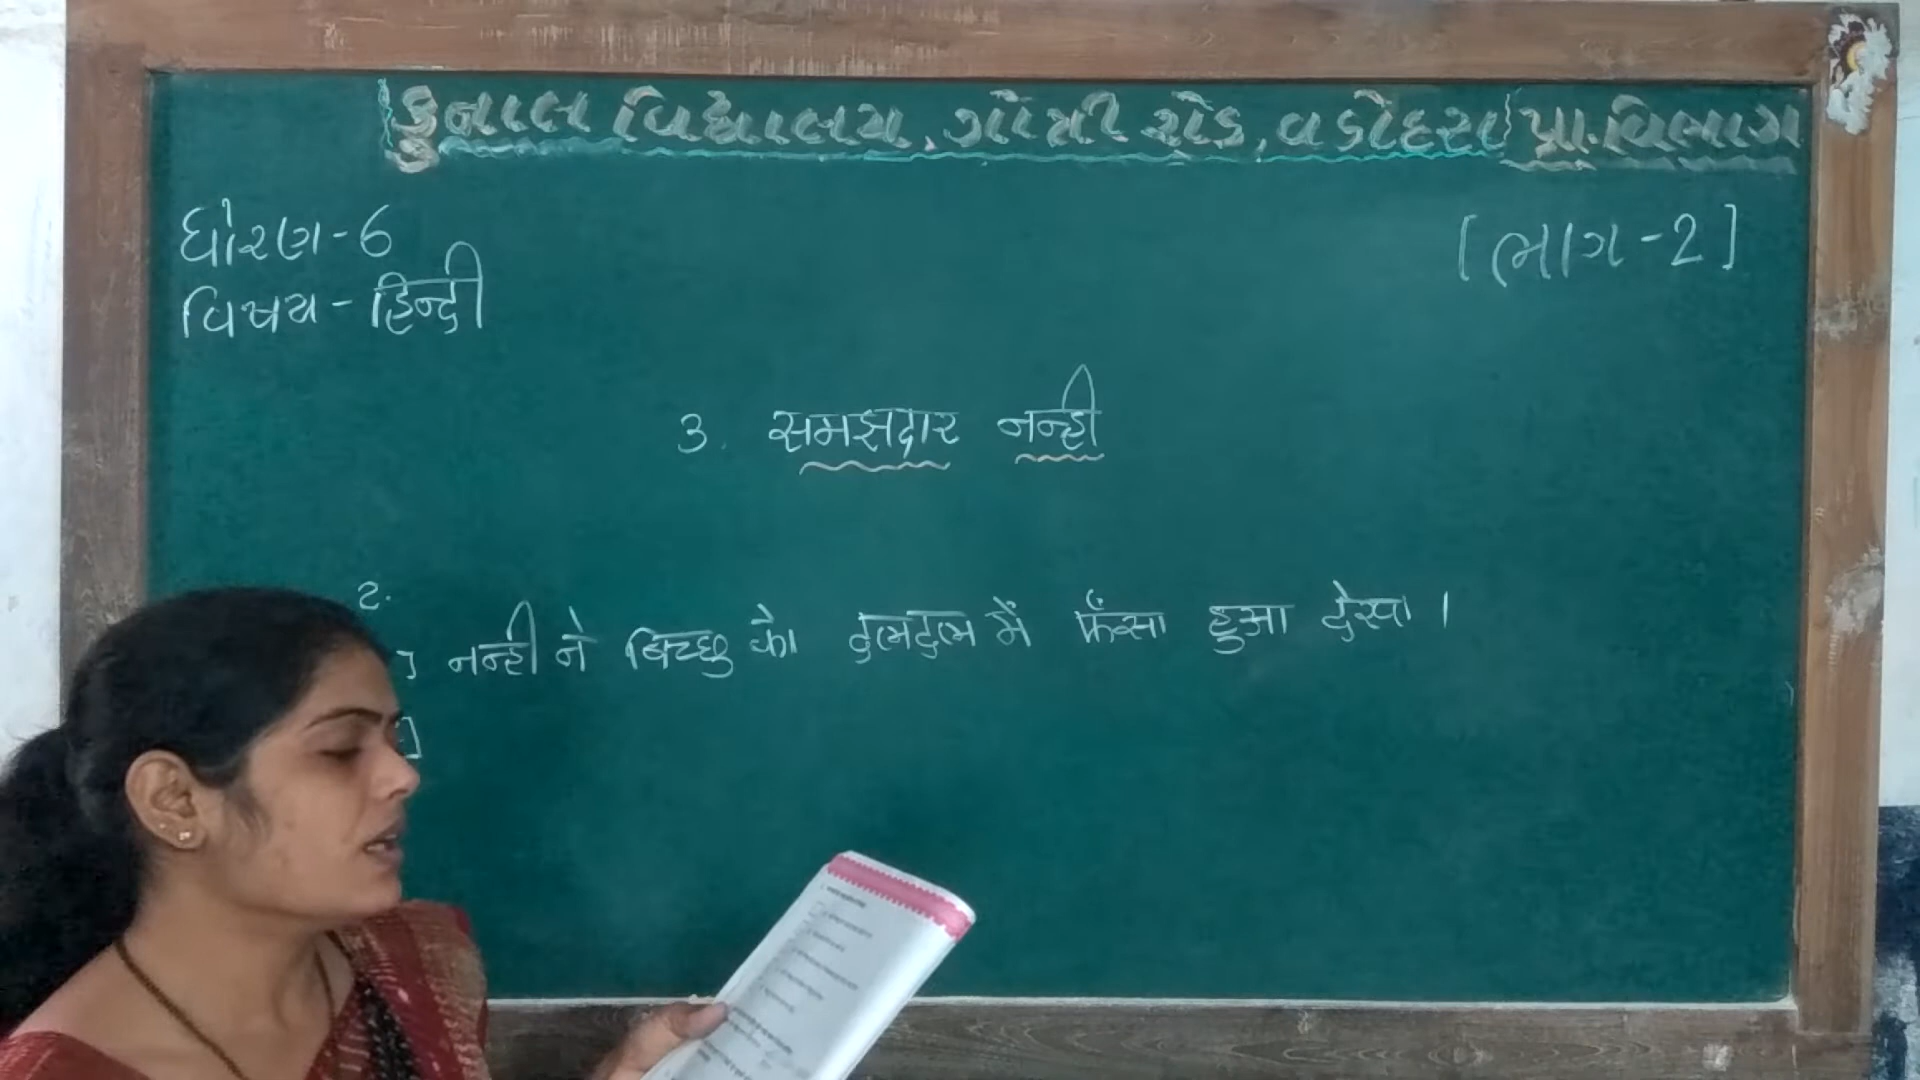 કુનાલ વિદ્યાલય, ગોત્રી રોડ, વડોદરા પ્રા. વિભાગ
ધોરણ-6
[ભાગ-2]
વિષય - हिन्दी
3. समझदार नन्ही
2.
] नन्ही ने बिच्छु को दलदल में फँसा हुआ देखा ।
]